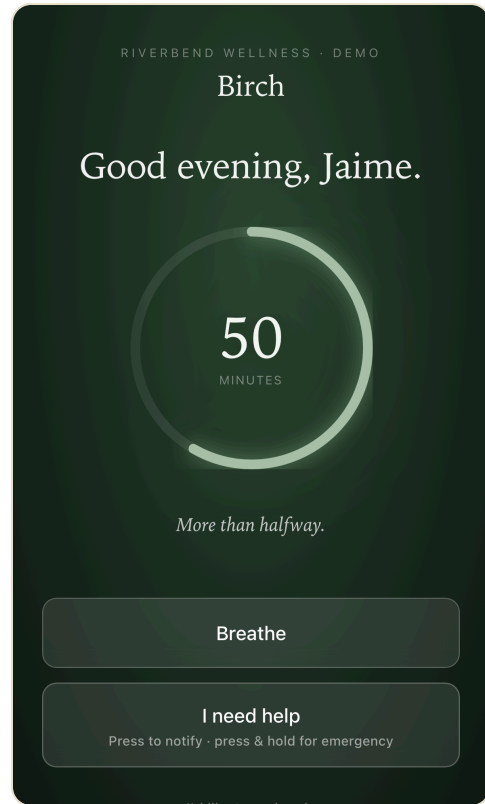 RIVERBEND WELLNESS · DEMO
Birch
Good evening, Jaime.
50
MINUTES
More than halfway.
Breathe
I need help
Press to notify · press & hold for emergency